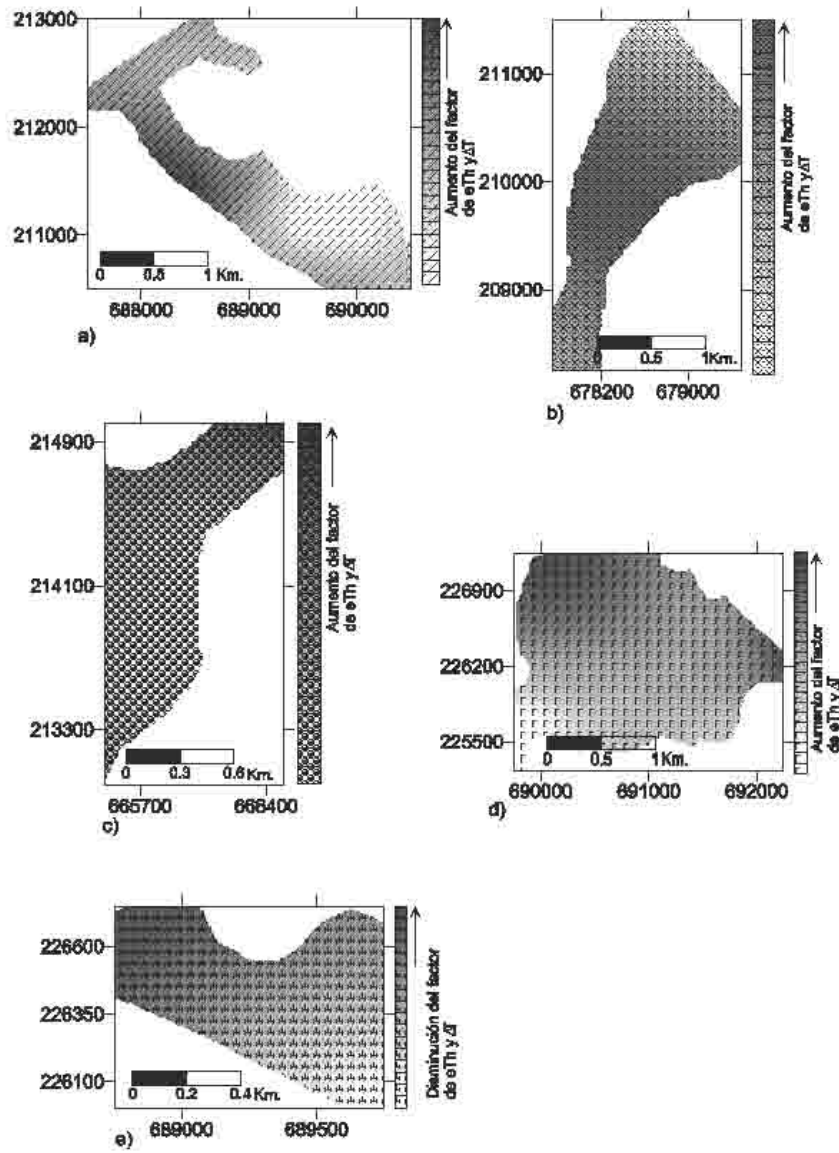 213000
212000
211000
0 0.5 1 Km.
688000 689000 690000
Aumento del factor
de eTh y ΔT
a)
211000
210000
209000
0 0.5 1Km.
678200 679000
Aumento del factor
de eTh y ΔT
b)
214900
214100
213300
0 0.3 0.6 Km.
665700 666400
Aumento del factor
de eTh y ΔT
c)
226900
226200
225500
0 0.5 1 Km.
690000 691000 692000
Aumento del factor
de eTh y ΔT
d)
226600
226350
226100
0 0.2 0.4 Km.
689000 689500
Disminución del factor
de eTh y ΔT
e)